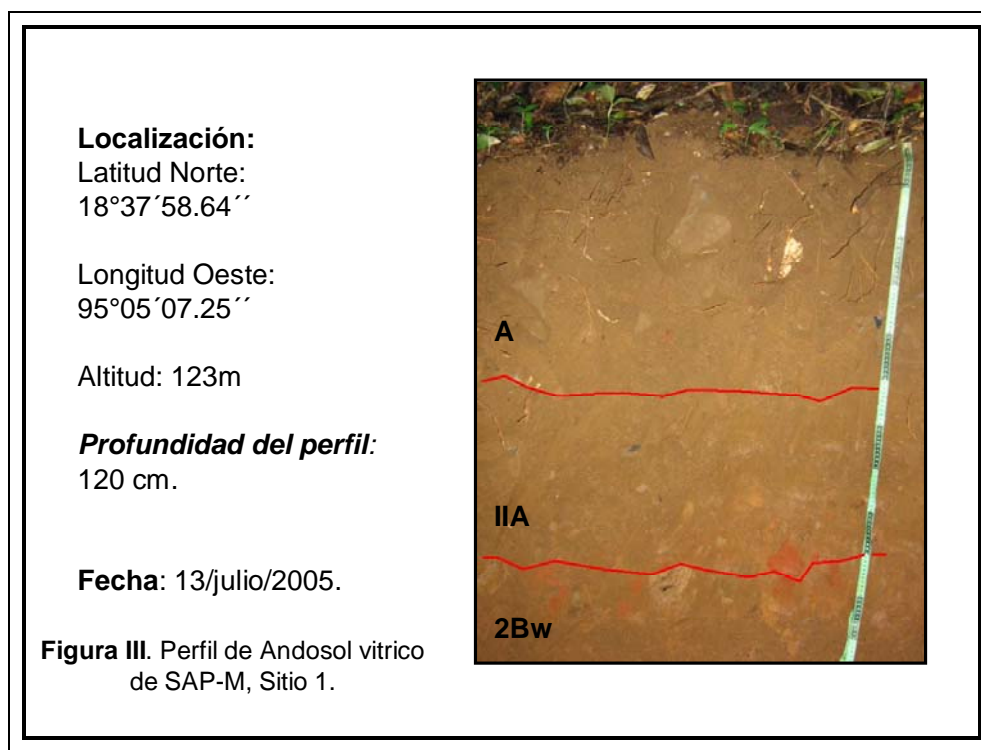 Localización:
Latitud Norte:
18°37´58.64´´
Longitud Oeste:
95°05´07.25´´
Altitud: 123m
Profundidad del perfil:
120 cm.
Fecha: 13/julio/2005.
Figura III. Perfil de Andosol vitrico
de SAP-M, Sitio 1.
A
IIA
2Bw